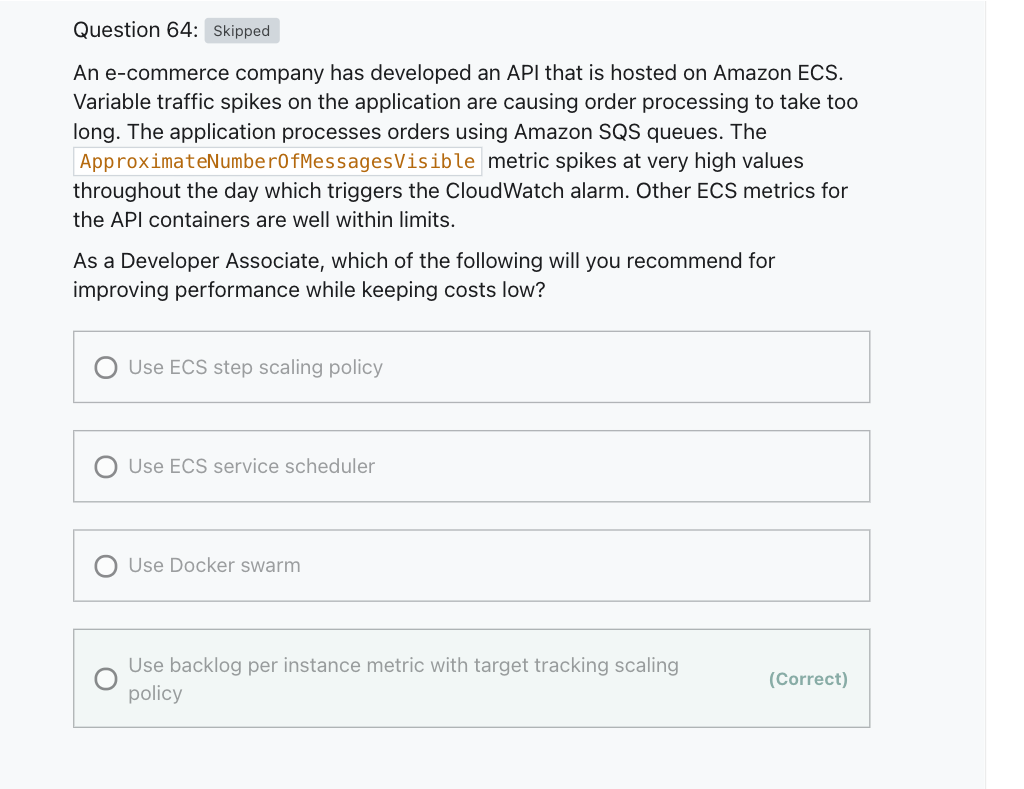 Question 64: Skipped
An e-commerce company has developed an API that is hosted on Amazon ECS.
Variable traffic spikes on the application are causing order processing to take too
long. The application processes orders using Amazon SQS queues. The
ApproximateNumberOfMessagesVisible metric spikes at very high values
throughout the day which triggers the CloudWatch alarm. Other ECS metrics for
the API containers are well within limits.
As a Developer Associate, which of the following will you recommend for
improving performance while keeping costs low?
Use ECS step scaling policy
Use ECS service scheduler
Use Docker swarm
Use backlog per instance metric with target tracking scaling
policy
(Correct)